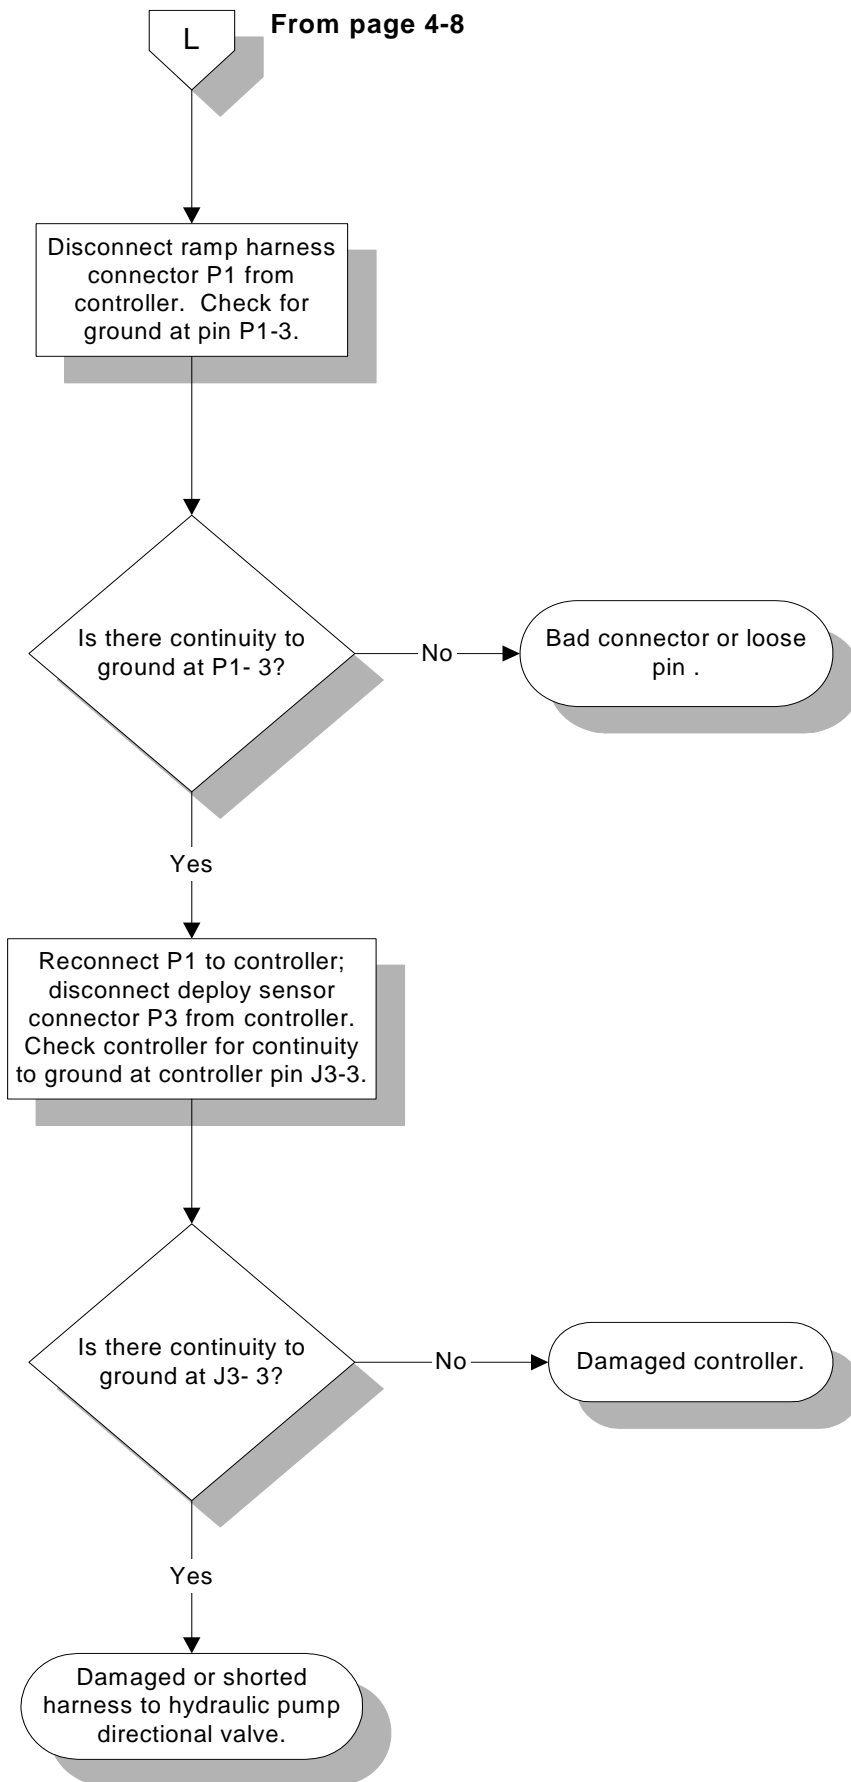 L
From page 4-8
Disconnect ramp harness
connector P1 from
controller. Check for
ground at pin P1-3.
Is there continuity to
ground at P1- 3?
No
Bad connector or loose
pin .
Yes
Reconnect P1 to controller;
disconnect deploy sensor
connector P3 from controller.
Check controller for continuity
to ground at controller pin J3-3.
Is there continuity to
ground at J3- 3?
No
Damaged controller.
Yes
Damaged or shorted
harness to hydraulic pump
directional valve.